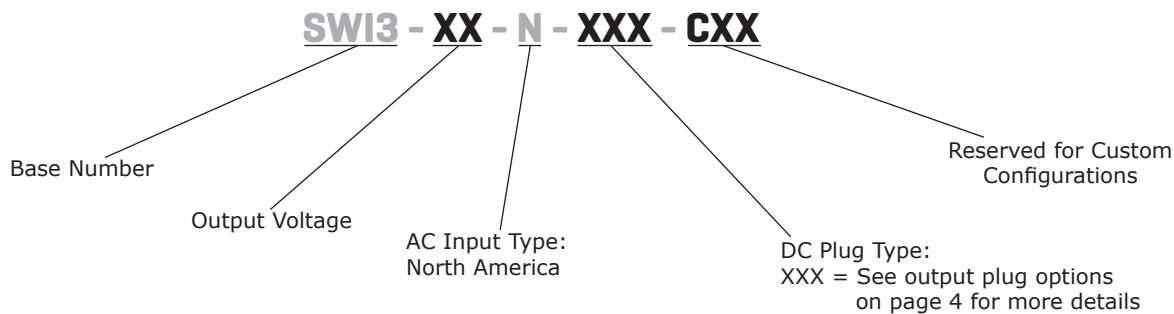 SWI3 - XX - N - XXX - CXX
Base Number
Output Voltage
AC Input Type:
North America
DC Plug Type:
XXX = See output plug options
on page 4 for more details
Reserved for Custom
Configurations